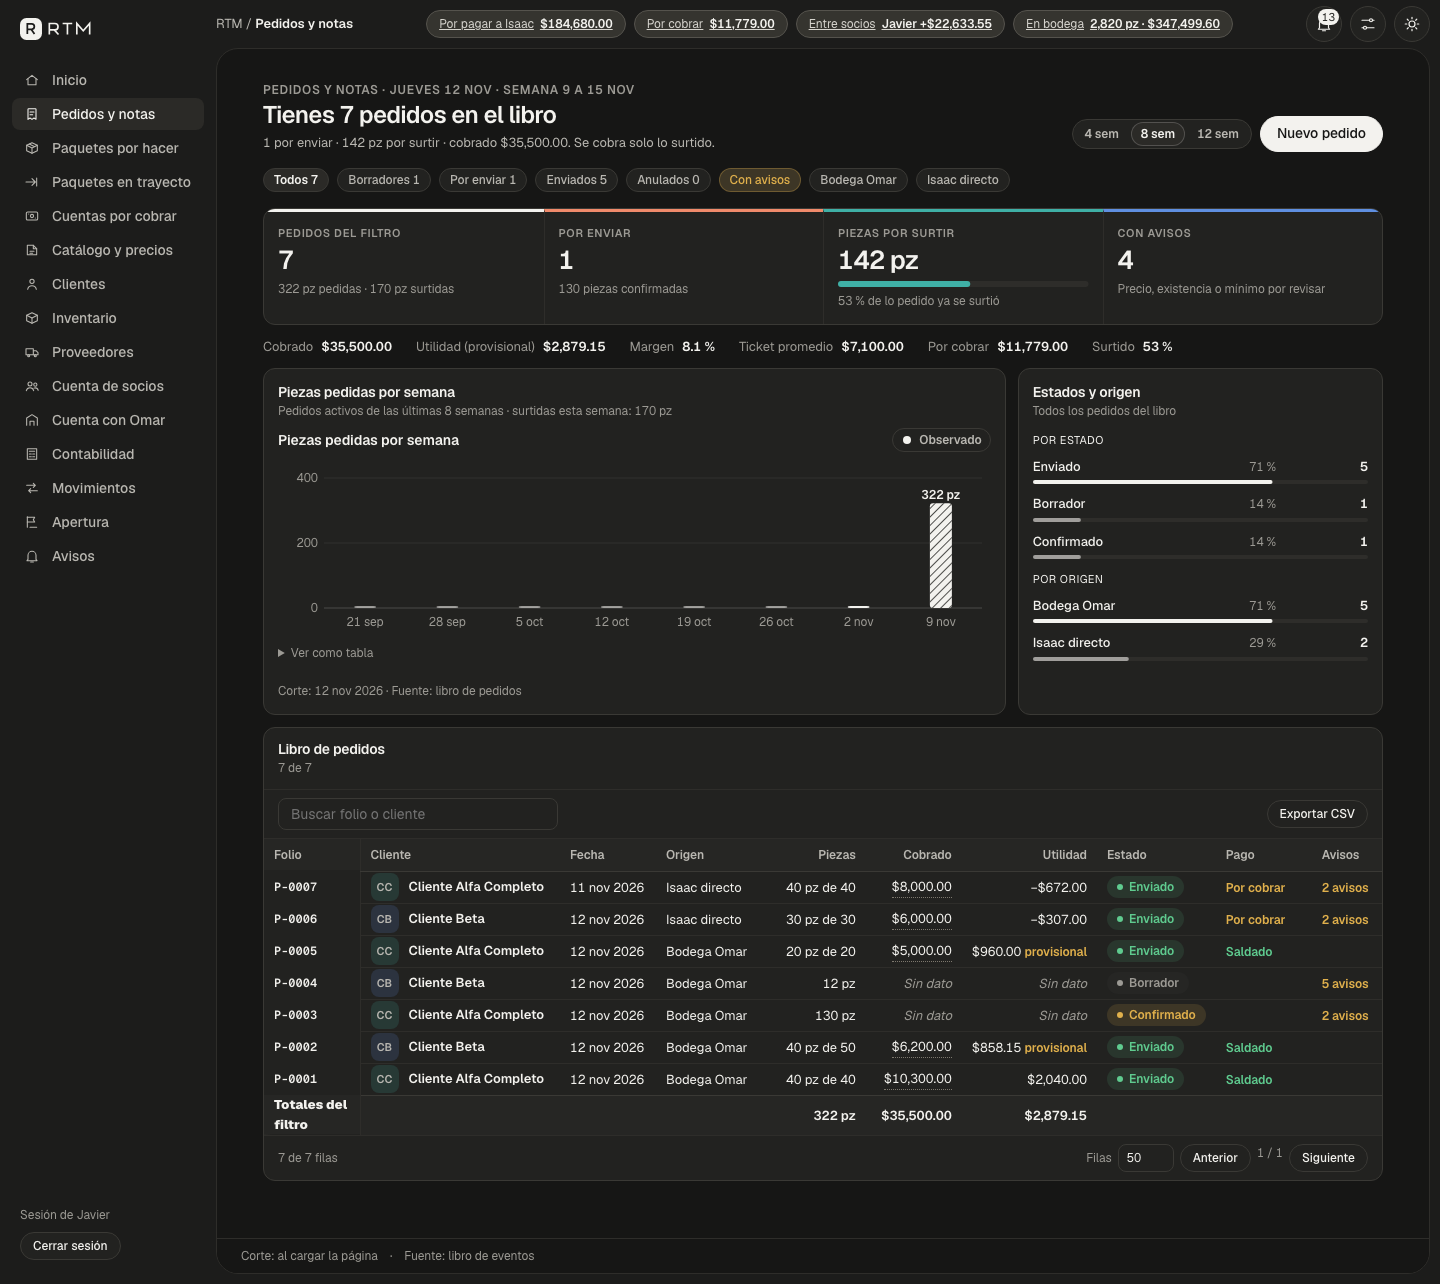 R RTM
RTM / Pedidos y notas
Por pagar a Isaac $184,680.00
Por cobrar $11,779.00
Entre socios Javier +$22,633.55
En bodega 2,820 pz · $347,499.60
13
Inicio
Pedidos y notas
Paquetes por hacer
Paquetes en trayecto
Cuentas por cobrar
Catálogo y precios
Clientes
Inventario
Proveedores
Cuenta de socios
Cuenta con Omar
Contabilidad
Movimientos
Apertura
Avisos
Sesión de Javier
Cerrar sesión
PEDIDOS Y NOTAS · JUEVES 12 NOV · SEMANA 9 A 15 NOV
Tienes 7 pedidos en el libro
1 por enviar · 142 pz por surtir · cobrado $35,500.00. Se cobra solo lo surtido.
4 sem 8 sem 12 sem
Nuevo pedido
Todos 7 Borradores 1 Por enviar 1 Enviados 5 Anulados 0 Con avisos Bodega Omar Isaac directo
PEDIDOS DEL FILTRO
7
322 pz pedidas · 170 pz surtidas
POR ENVIAR
1
130 piezas confirmadas
PIEZAS POR SURTIR
142 pz
53 % de lo pedido ya se surtió
CON AVISOS
4
Precio, existencia o mínimo por revisar
Cobrado $35,500.00 Utilidad (provisional) $2,879.15 Margen 8.1 % Ticket promedio $7,100.00 Por cobrar $11,779.00 Surtido 53 %
Piezas pedidas por semana
Pedidos activos de las últimas 8 semanas · surtidas esta semana: 170 pz
Piezas pedidas por semana
Observado
400
200
0
322 pz
21 sep 28 sep 5 oct 12 oct 19 oct 26 oct 2 nov 9 nov
Ver como tabla
Corte: 12 nov 2026 · Fuente: libro de pedidos
Estados y origen
Todos los pedidos del libro
POR ESTADO
Enviado 71 % 5
Borrador 14 % 1
Confirmado 14 % 1
POR ORIGEN
Bodega Omar 71 % 5
Isaac directo 29 % 2
Libro de pedidos
7 de 7
Buscar folio o cliente
Exportar CSV
Folio Cliente Fecha Origen Piezas Cobrado Utilidad Estado Pago Avisos
P-0007 CC Cliente Alfa Completo 11 nov 2026 Isaac directo 40 pz de 40 $8,000.00 −$672.00 Enviado Por cobrar 2 avisos
P-0006 CB Cliente Beta 12 nov 2026 Isaac directo 30 pz de 30 $6,000.00 −$307.00 Enviado Por cobrar 2 avisos
P-0005 CC Cliente Alfa Completo 12 nov 2026 Bodega Omar 20 pz de 20 $5,000.00 $960.00 provisional Enviado Saldado
P-0004 CB Cliente Beta 12 nov 2026 Bodega Omar 12 pz Sin dato Sin dato Borrador 5 avisos
P-0003 CC Cliente Alfa Completo 12 nov 2026 Bodega Omar 130 pz Sin dato Sin dato Confirmado 2 avisos
P-0002 CB Cliente Beta 12 nov 2026 Bodega Omar 40 pz de 50 $6,200.00 $858.15 provisional Enviado Saldado
P-0001 CC Cliente Alfa Completo 12 nov 2026 Bodega Omar 40 pz de 40 $10,300.00 $2,040.00 Enviado Saldado
Totales del filtro 322 pz $35,500.00 $2,879.15
7 de 7 filas
Filas 50 Anterior 1 / 1 Siguiente
Corte: al cargar la página · Fuente: libro de eventos